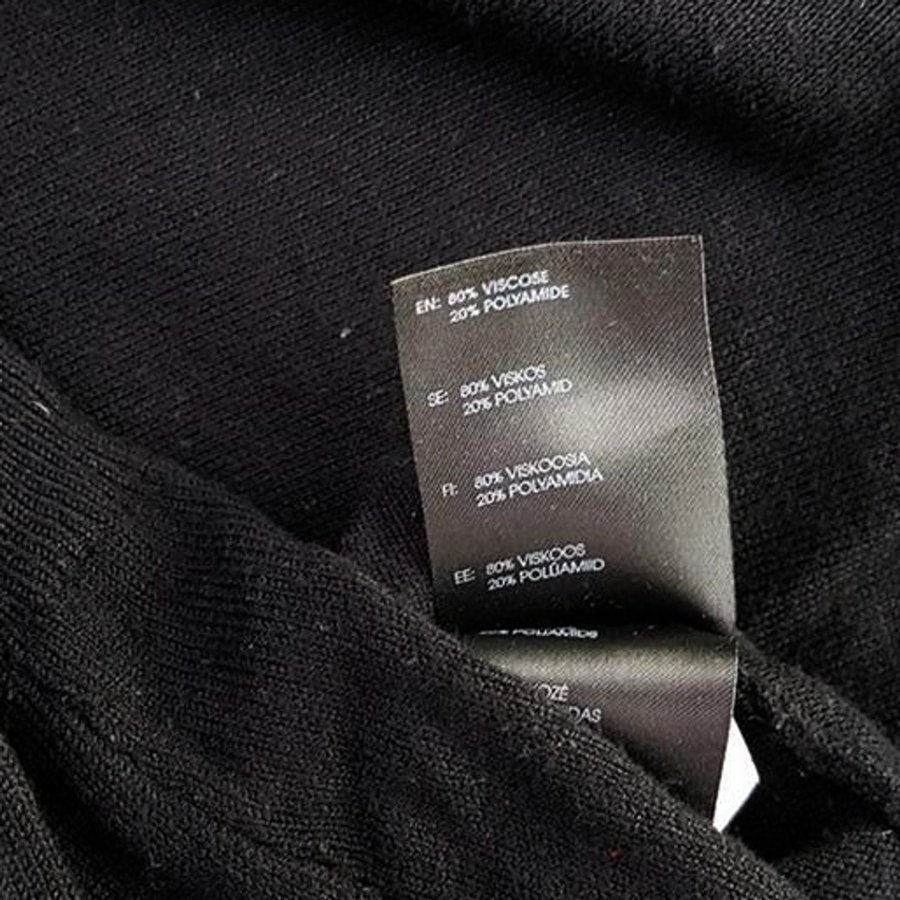 EN: 80% VISCOSE
20% POLYAMIDE
SE: 80% VISKOS
20% POLYAMID
FI: 80% VISKOOSIA
20% POLYAMIDIA
EE: 80% VISKOOS
20% POLÜAMIID
POLIAMĪDS